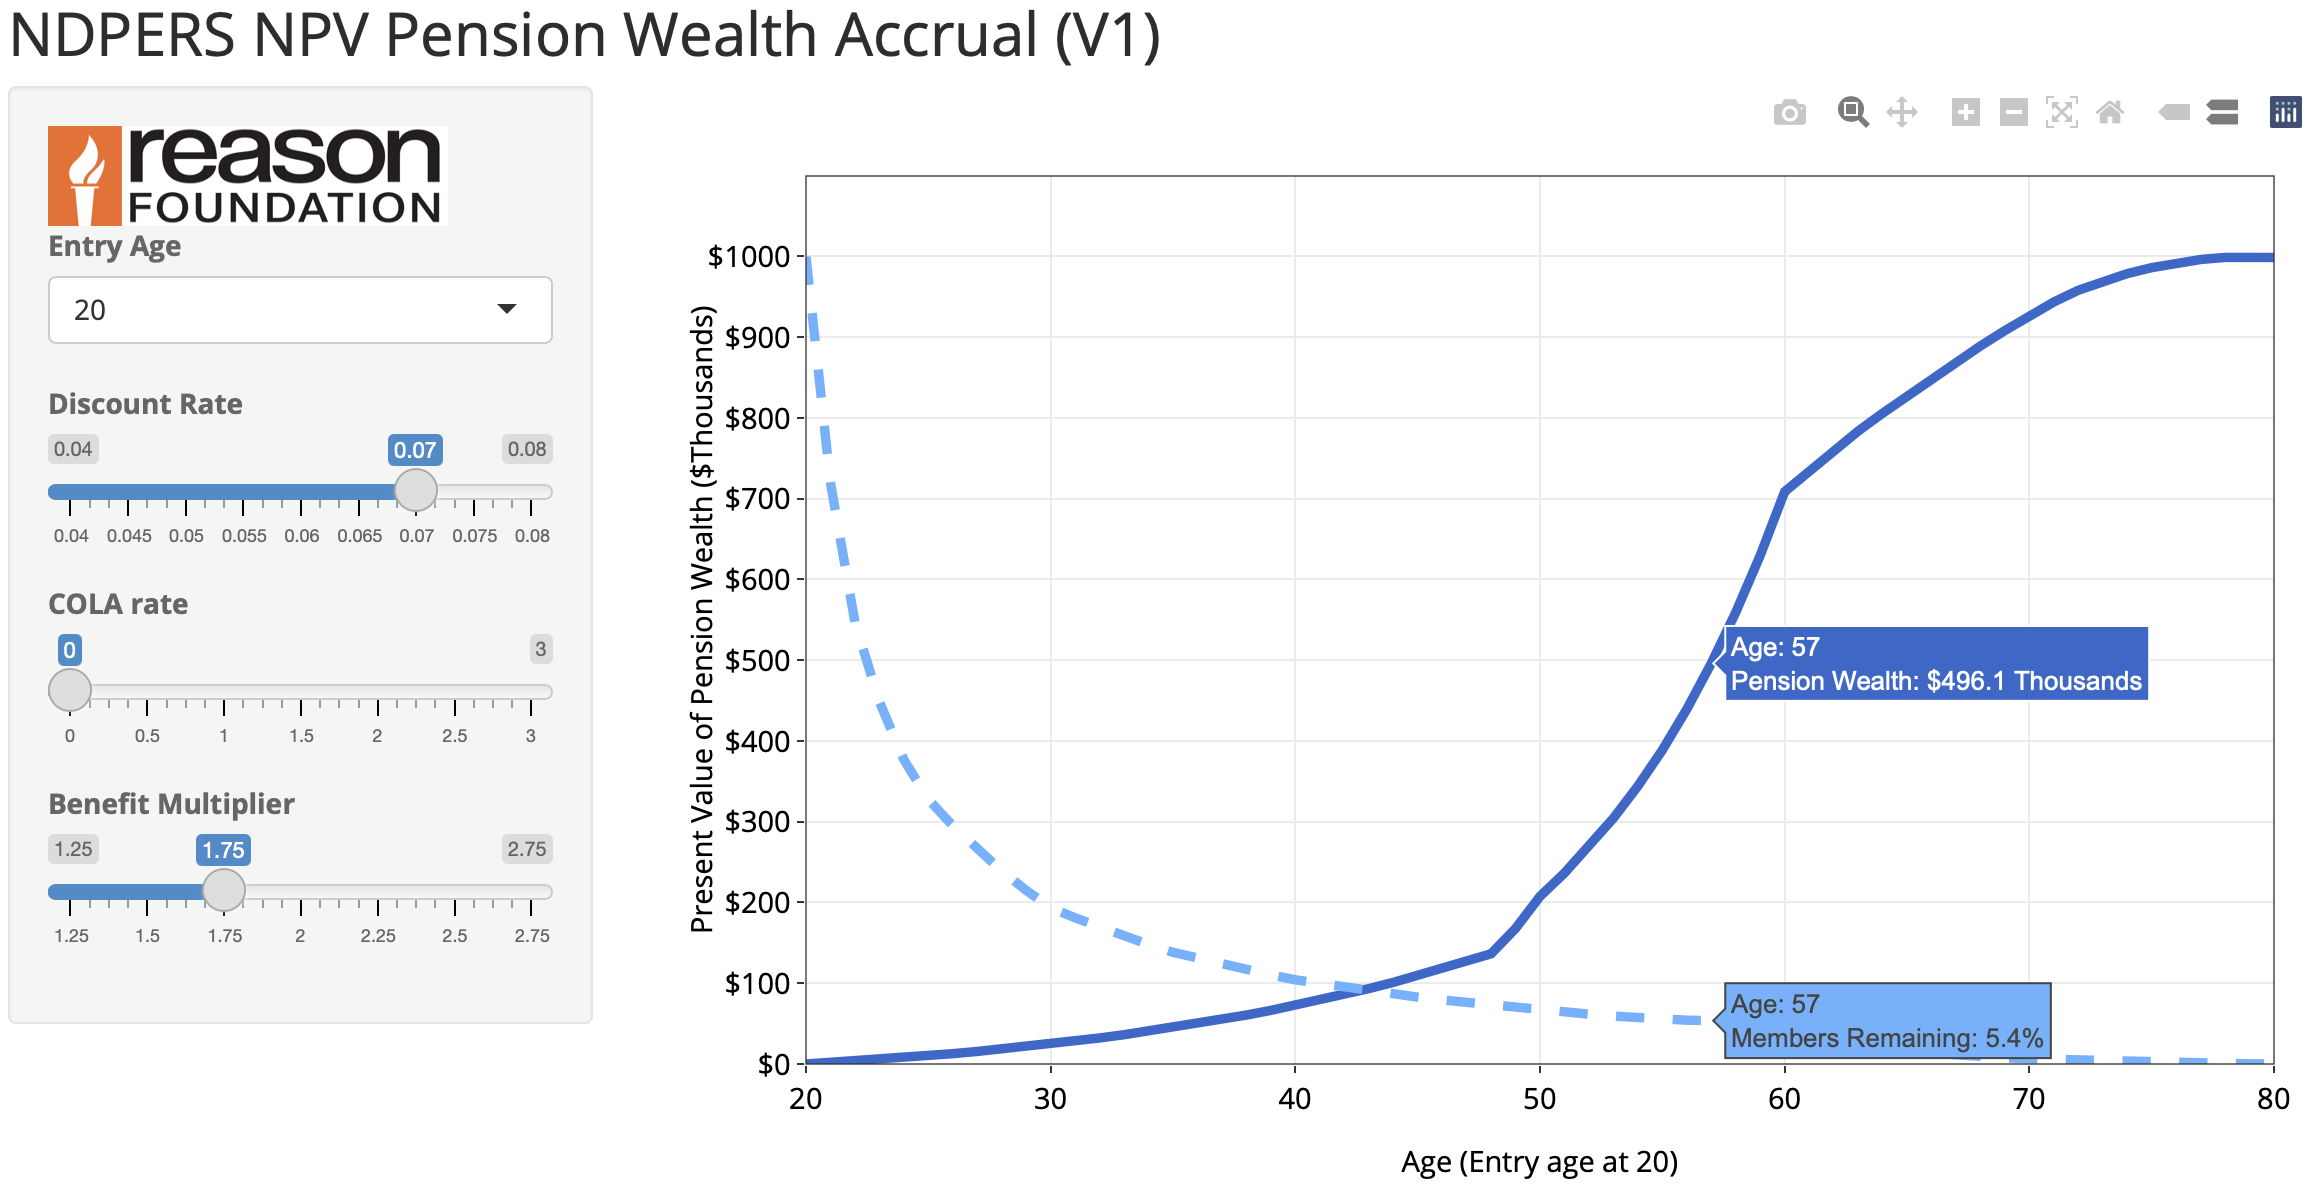 NDPERS NPV Pension Wealth Accrual (V1)
reason
FOUNDATION
Entry Age
20
Discount Rate
0.04 0.07 0.08
0.04 0.045 0.05 0.055 0.06 0.065 0.07 0.075 0.08
COLA rate
0 3
0 0.5 1 1.5 2 2.5 3
Benefit Multiplier
1.25 1.75 2.75
1.25 1.5 1.75 2 2.25 2.5 2.75
Present Value of Pension Wealth ($Thousands)
$1000
$900
$800
$700
$600
$500
$400
$300
$200
$100
$0
Age: 57
Pension Wealth: $496.1 Thousands
Age: 57
Members Remaining: 5.4%
20 30 40 50 60 70 80
Age (Entry age at 20)